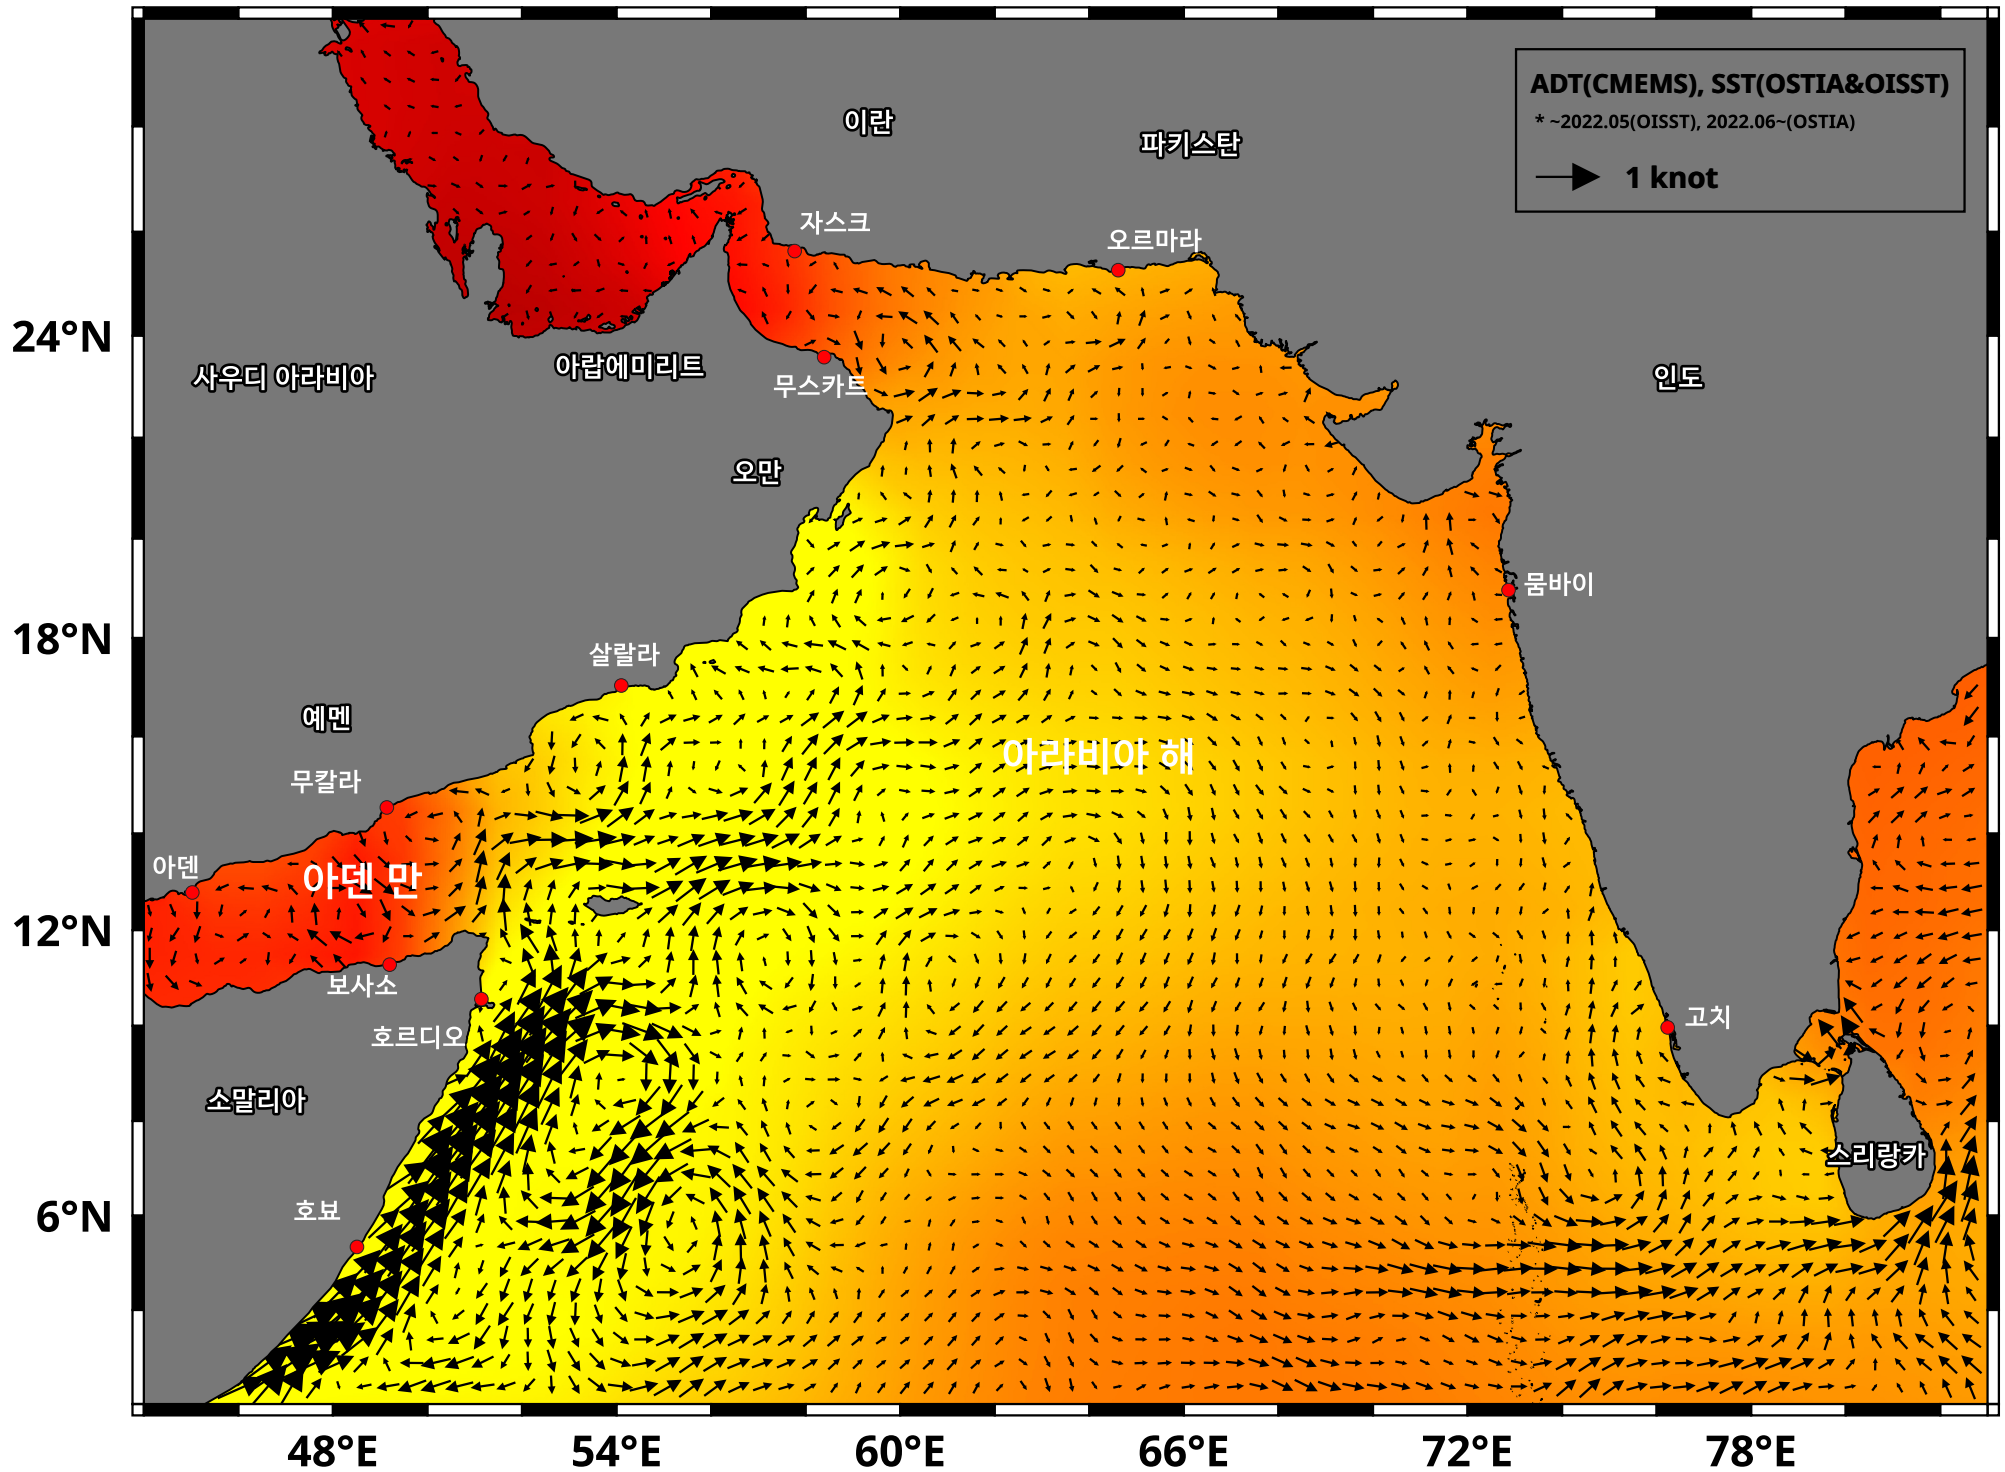 ADT(CMEMS), SST(OSTIA&OISST)
* ~2022.05(OISST), 2022.06~(OSTIA)
1 knot
이란
파키스탄
자스크
오르마라
24°N
사우디 아라비아
아랍에미리트
무스카트
인도
오만
뭄바이
18°N
살랄라
예멘
아라비아 해
무칼라
아덴
아덴 만
12°N
보사소
호르디오
고치
소말리아
스리랑카
호뵤
6°N
48°E
54°E
60°E
66°E
72°E
78°E